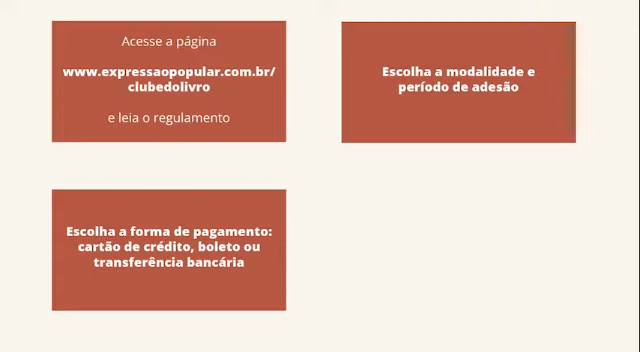 Acesse a página
www.expressaopopular.com.br/
clubedolivro
e leia o regulamento
Escolha a modalidade e
período de adesão
Escolha a forma de pagamento:
cartão de crédito, boleto ou
transferência bancária